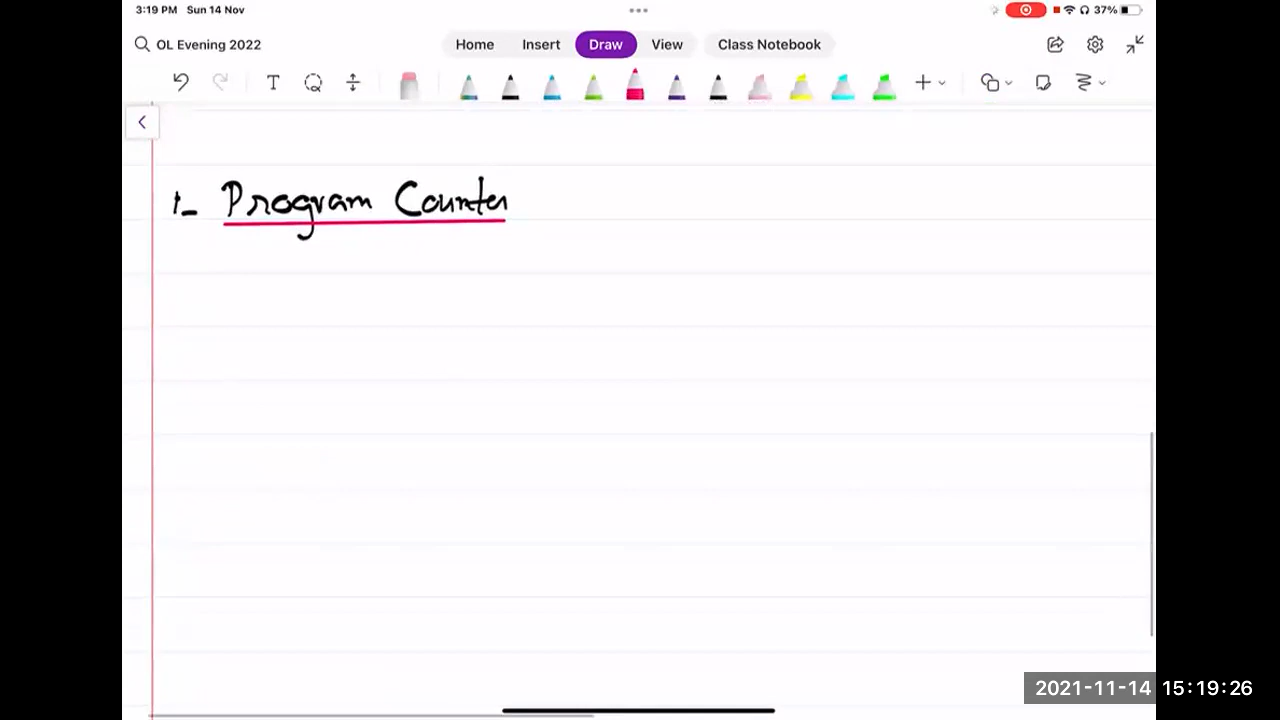 3:19 PM Sun 14 Nov
37%
OL Evening 2022
Home Insert Draw View Class Notebook
T
1- Program Counter
2021-11-14 15:19:26